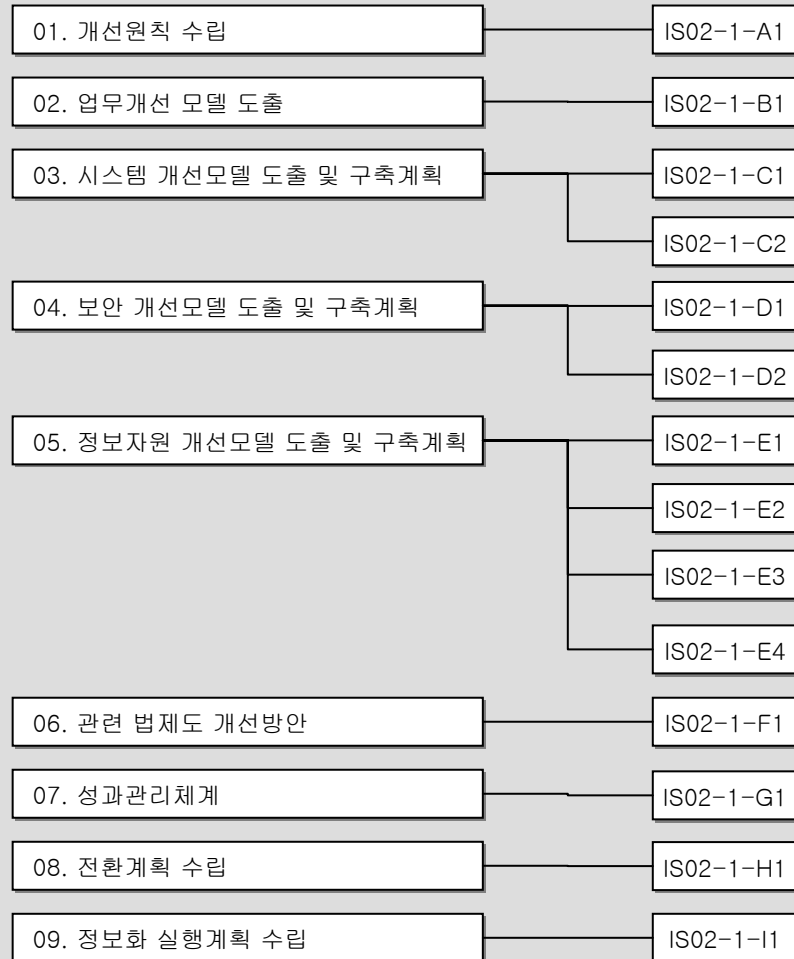 01. 개선원칙 수립 IS02-1-A1
02. 업무개선 모델 도출 IS02-1-B1
03. 시스템 개선모델 도출 및 구축계획 IS02-1-C1
IS02-1-C2
04. 보안 개선모델 도출 및 구축계획 IS02-1-D1
IS02-1-D2
05. 정보자원 개선모델 도출 및 구축계획 IS02-1-E1
IS02-1-E2
IS02-1-E3
IS02-1-E4
06. 관련 법제도 개선방안 IS02-1-F1
07. 성과관리체계 IS02-1-G1
08. 전환계획 수립 IS02-1-H1
09. 정보화 실행계획 수립 IS02-1-I1